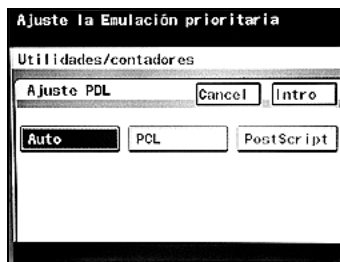 Ajuste la Emulación prioritaria
Utilidades/contadores
Ajuste PDL Cancel Intro
Auto PCL PostScript